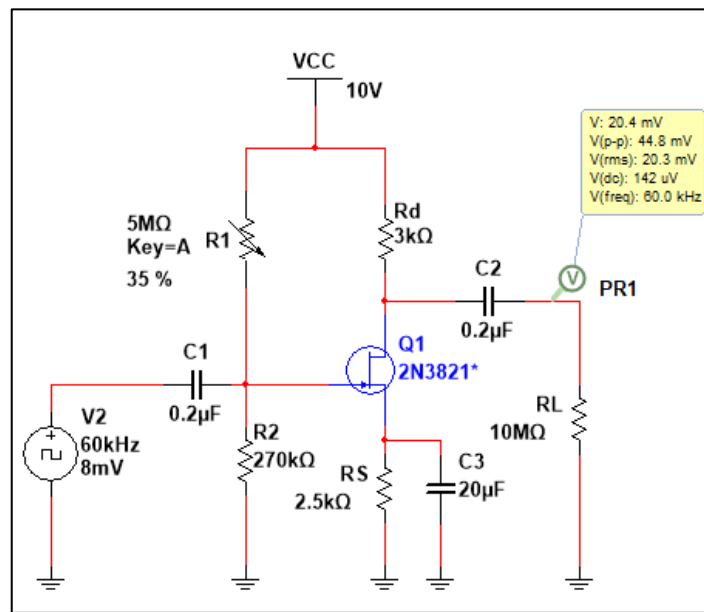 VCC
10V
V: 20.4 mV
V(p-p): 44.8 mV
V(rms): 20.3 mV
V(dc): 142 uV
V(freq): 60.0 kHz
5MΩ
Key=A
35 %
R1
Rd
3kΩ
C2
0.2µF
V
PR1
C1
0.2µF
Q1
2N3821*
V2
60kHz
8mV
R2
270kΩ
RS
2.5kΩ
C3
20µF
RL
10MΩ